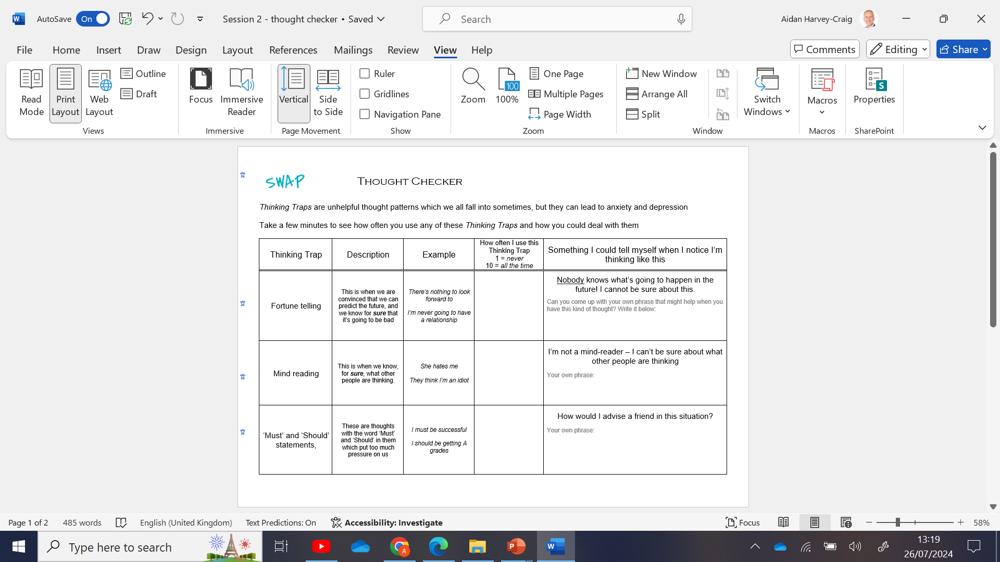 AutoSave On Session 2 - thought checker • Saved Search Aidan Harvey-Craig
File Home Insert Draw Design Layout References Mailings Review View Help Comments Editing Share
Read Mode
Print Layout
Web Layout
Outline
Draft
Views
Focus
Immersive Reader
Immersive
Vertical
Side to Side
Page Movement
Ruler
Gridlines
Navigation Pane
Show
Zoom
100
100%
One Page
Multiple Pages
Page Width
Zoom
New Window
Arrange All
Split
Switch Windows
Window
Macros
Macros
S
Properties
SharePoint
SWAP
Thought Checker
Thinking Traps are unhelpful thought patterns which we all fall into sometimes, but they can lead to anxiety and depression
Take a few minutes to see how often you use any of these Thinking Traps and how you could deal with them
Thinking Trap
Description
Example
How often I use this
Thinking Trap
1 = never
10 = all the time
Something I could tell myself when I notice I’m
thinking like this
Fortune telling
This is when we are
convinced that we can
predict the future, and
we know for sure that
it’s going to be bad
There’s nothing to look
forward to
I’m never going to have
a relationship
Nobody knows what’s going to happen in the
future! I cannot be sure about this.
Can you come up with your own phrase that might help when you
have this kind of thought? Write it below:
Mind reading
This is when we know,
for sure, what other
people are thinking.
She hates me
They think I’m an idiot
I’m not a mind-reader – I can’t be sure about what
other people are thinking
Your own phrase:
‘Must’ and ‘Should’
statements,
These are thoughts
with the word ‘Must’
and ‘Should’ in them
which put too much
pressure on us
I must be successful
I should be getting A
grades
How would I advise a friend in this situation?
Your own phrase:
Page 1 of 2 485 words English (United Kingdom) Text Predictions: On Accessibility: Investigate Focus 58%
Type here to search
13:19
26/07/2024